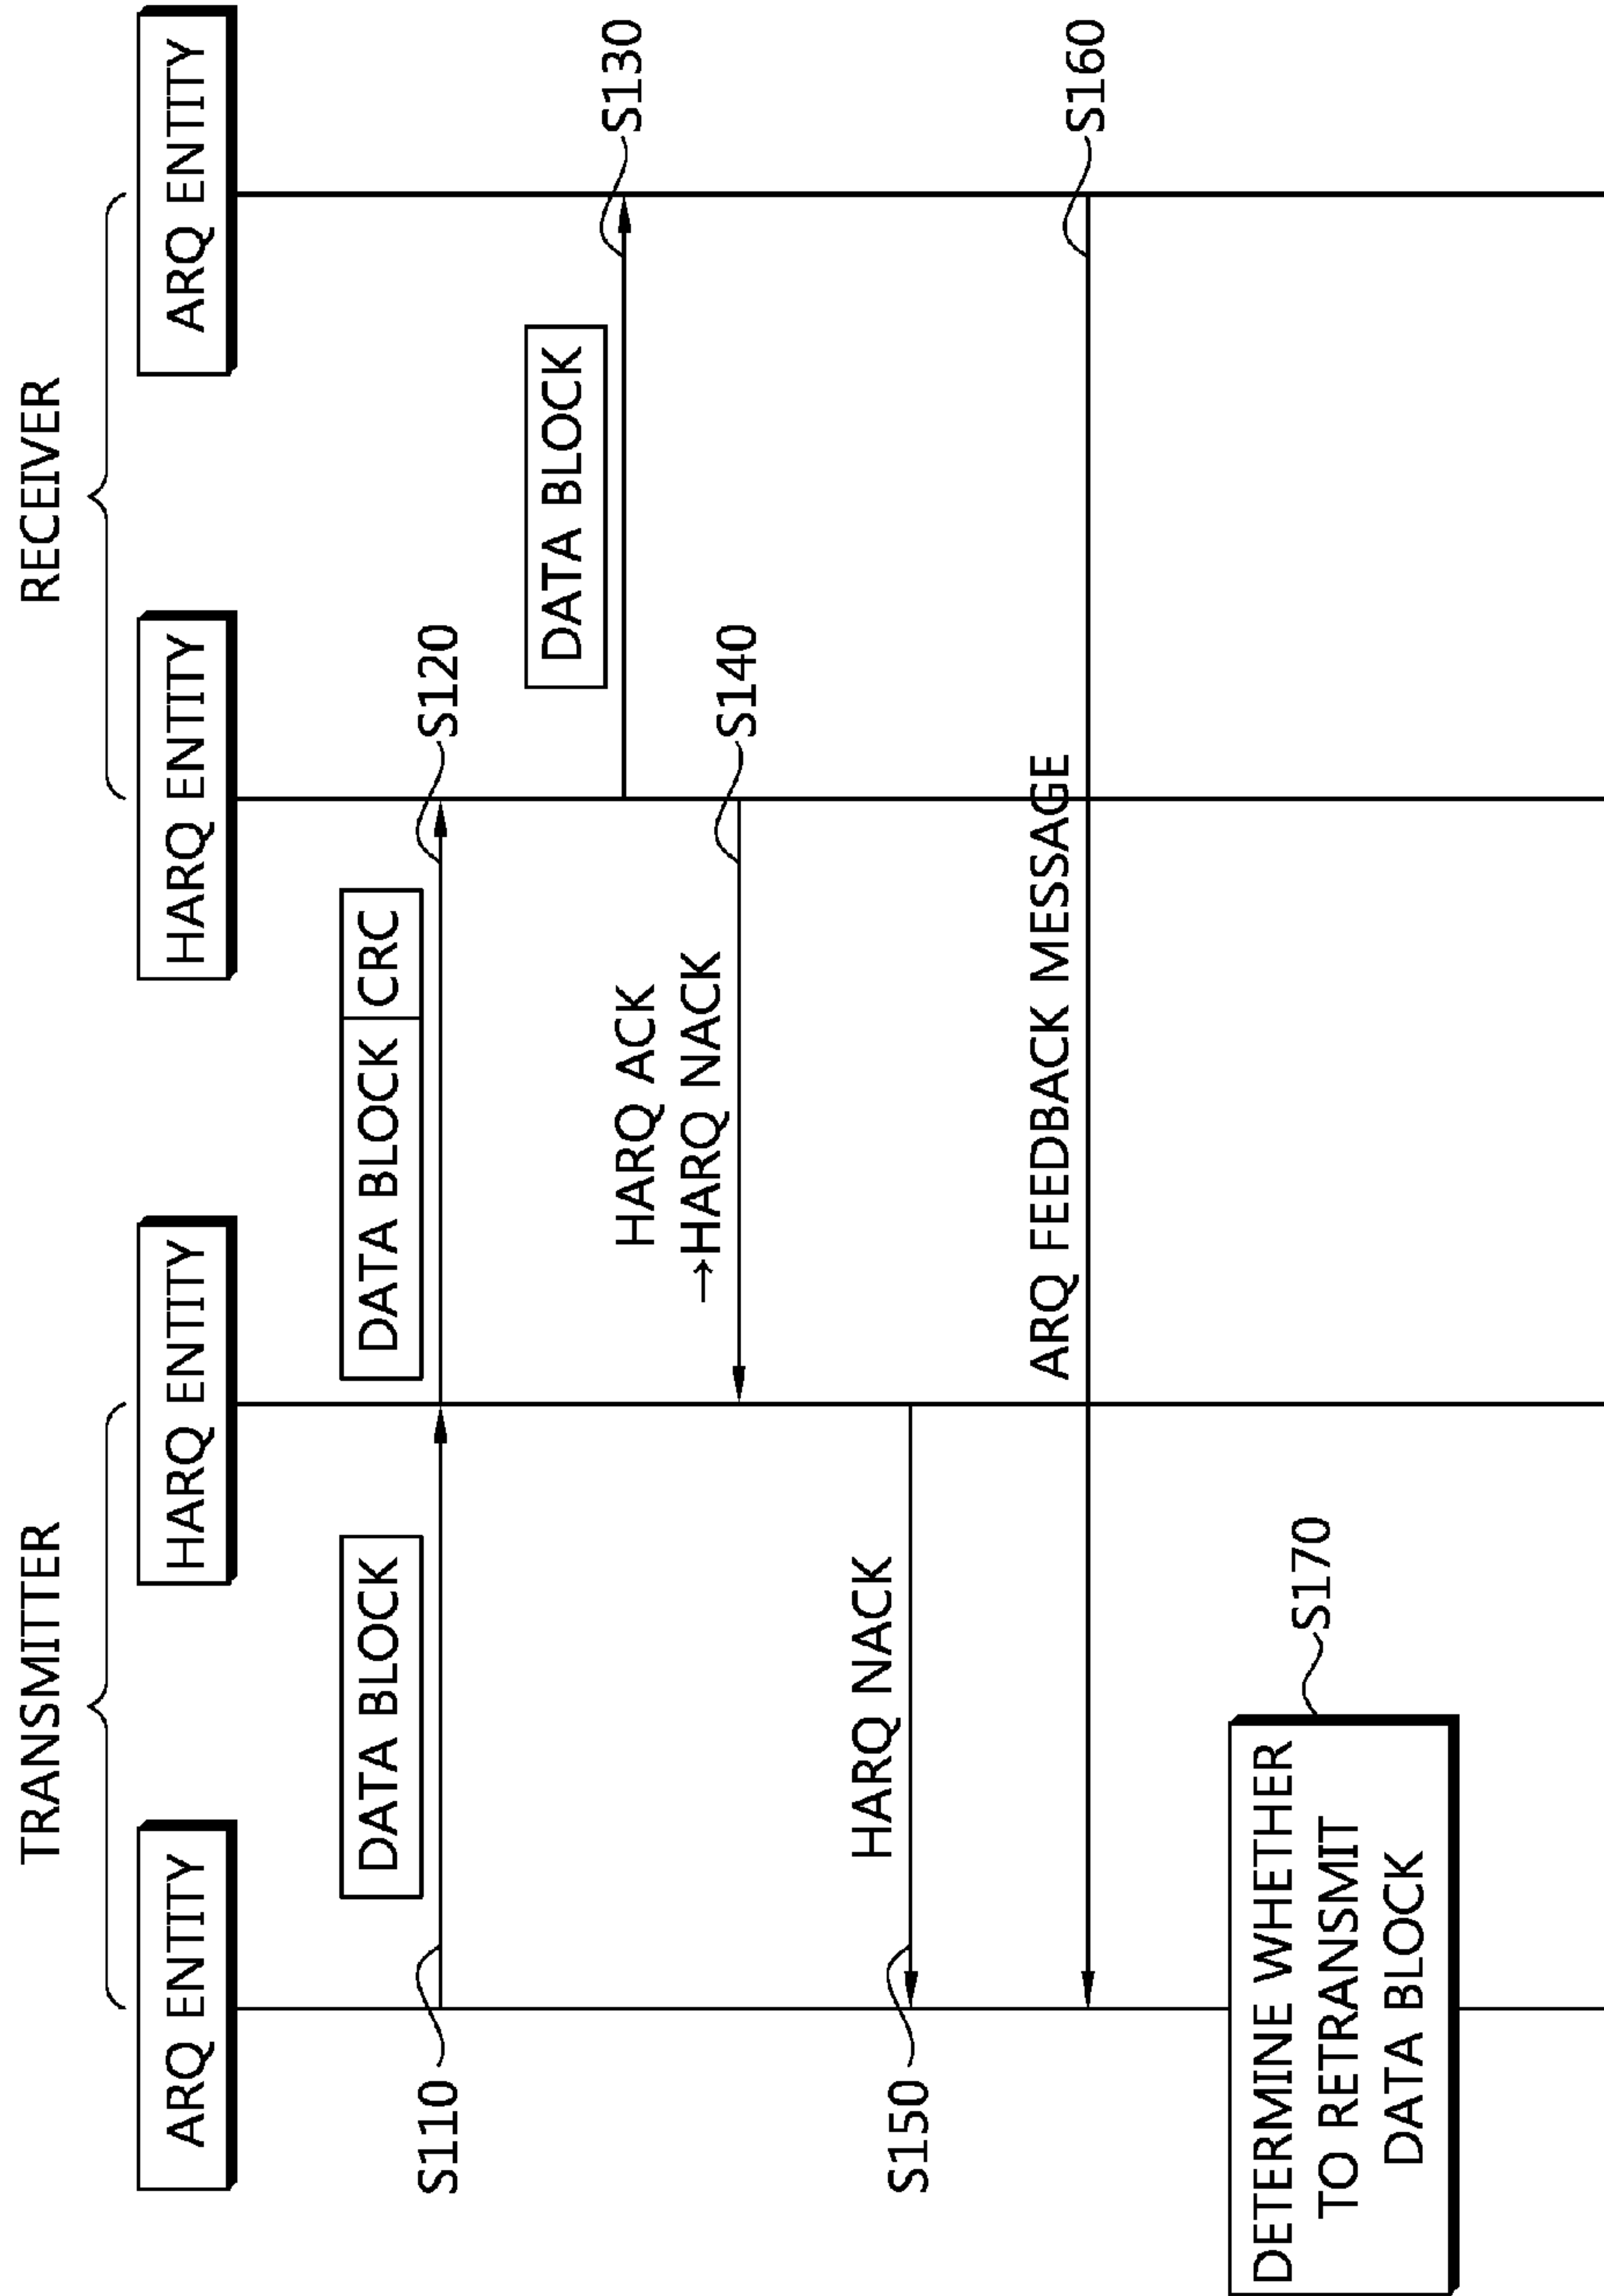 TRANSMITTER
RECEIVER
ARQ ENTITY
HARQ ENTITY
HARQ ENTITY
ARQ ENTITY
S110
DATA BLOCK
DATA BLOCK CRC
S120
DATA BLOCK
S130
HARQ ACK
→HARQ NACK
S140
S150
HARQ NACK
ARQ FEEDBACK MESSAGE
S160
DETERMINE WHETHER
TO RETRANSMIT
DATA BLOCK
S170